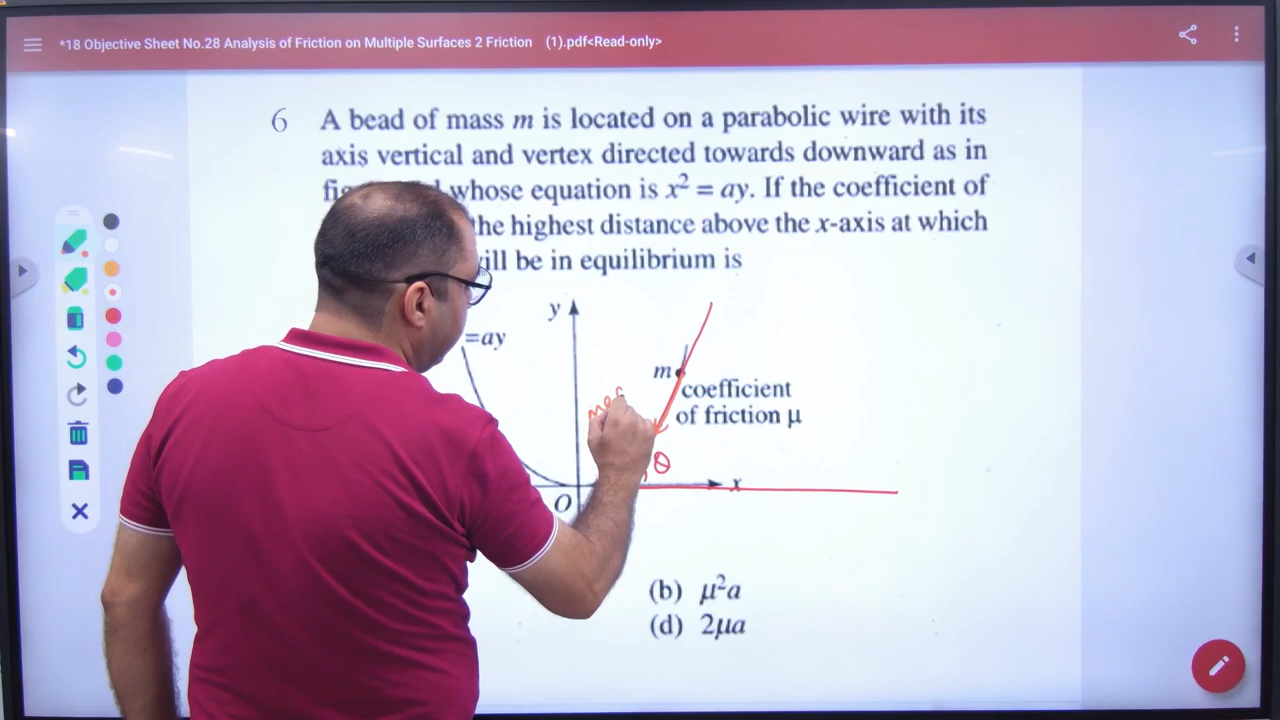 *18 Objective Sheet No.28 Analysis of Friction on Multiple Surfaces 2 Friction (1).pdf<Read-only>
6 A bead of mass m is located on a parabolic wire with its
axis vertical and vertex directed towards downward as in
whose equation is x² = ay. If the coefficient of
the highest distance above the x-axis at which
will be in equilibrium is
y
=ay
m
coefficient
of friction μ
θ
x
O
(b) μ²a
(d) 2μa